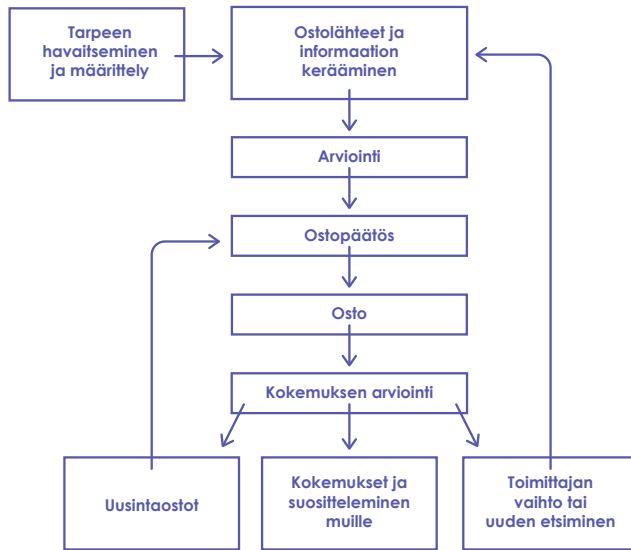 Tarpeen
havaitseminen
ja määrittely
Ostolähteet ja
informaation
kerääminen
Arviointi
Ostopäätös
Osto
Kokemuksen arviointi
Uusintaostot
Kokemukset ja
suositteleminen
muille
Toimittajan
vaihto tai
uuden etsiminen